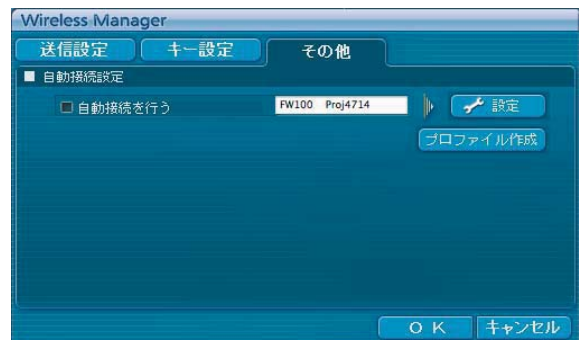 Wireless Manager
送信設定 キー設定 その他
自動接続設定
自動接続を行う FW100 Proj4714 設定
プロファイル作成
OK キャンセル